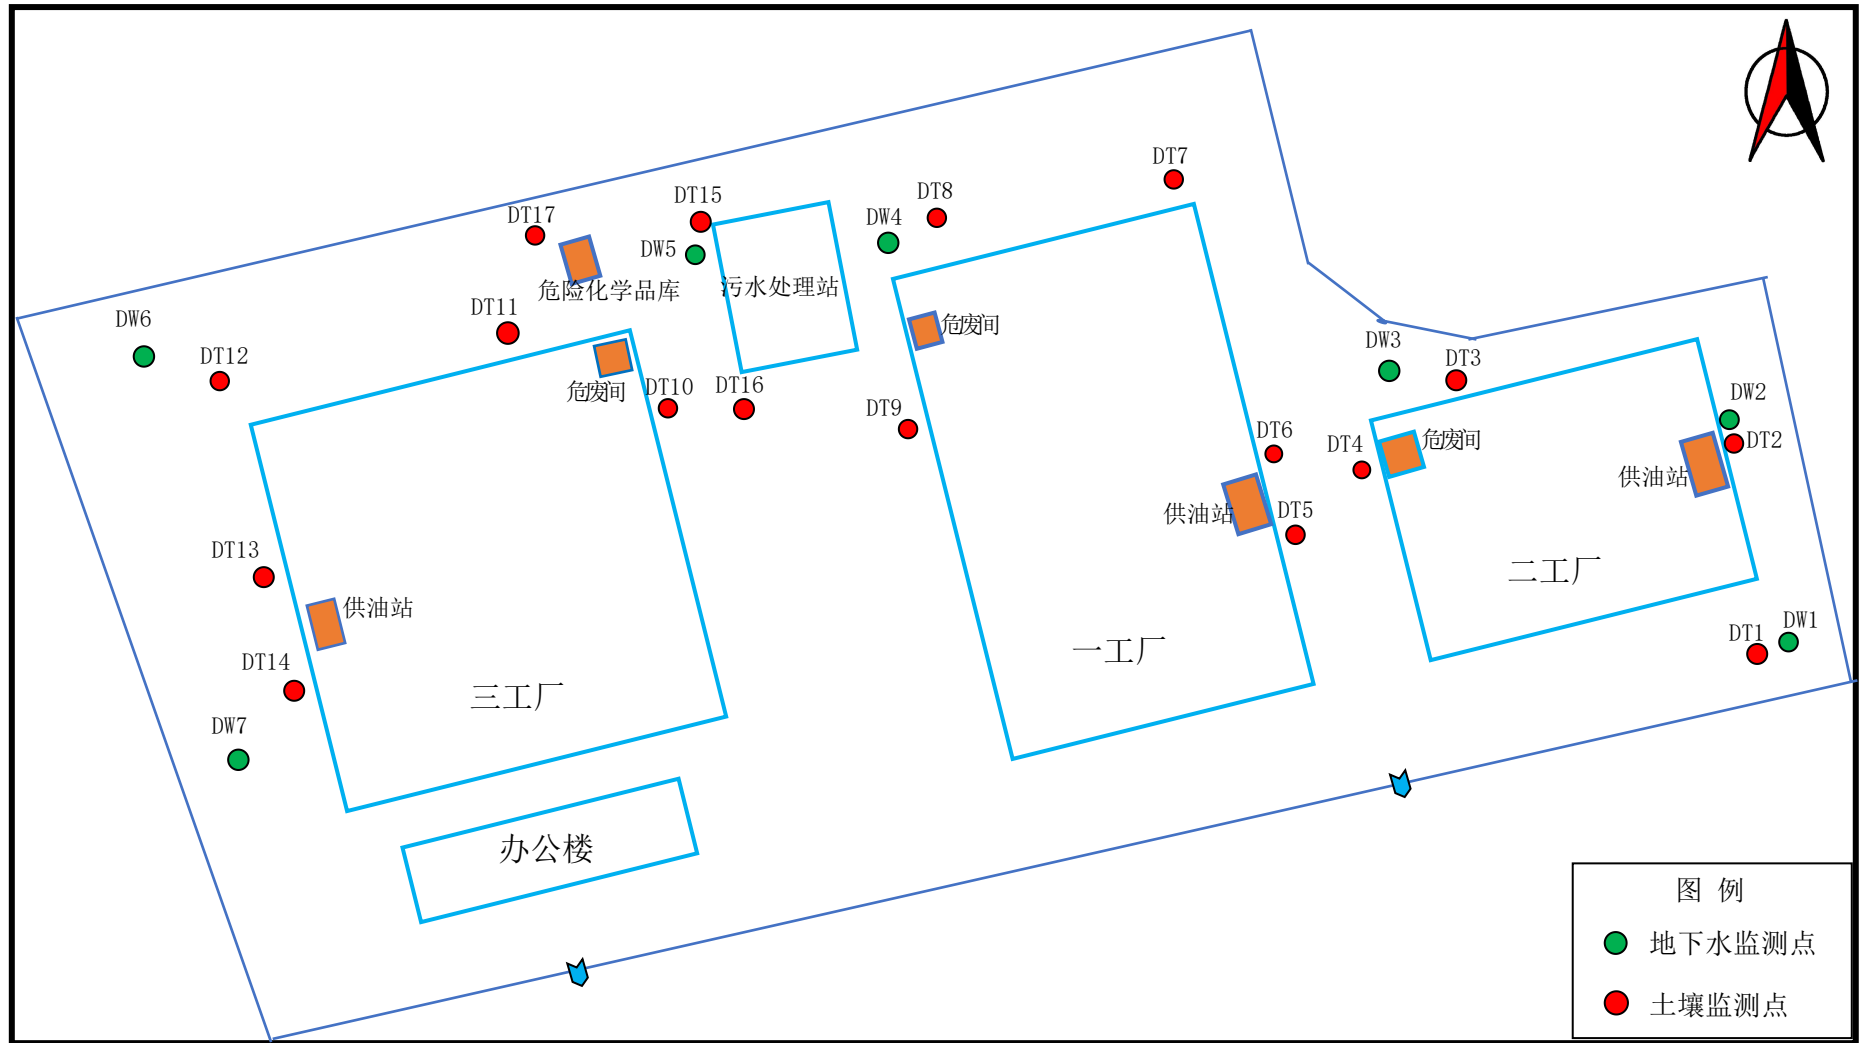 DT7
DT8
DT15
DT17
DW4
DW5
危险化学品库
污水处理站
DT11
DW6
危废间
DW3
DT12
DT3
危废间
DT10
DT16
DW2
DT9
DT6
DT4
危废间
DT2
供油站
供油站
DT5
DT13
二工厂
供油站
DW1
DT1
一工厂
DT14
三工厂
DW7
办公楼
图 例
地下水监测点
土壤监测点